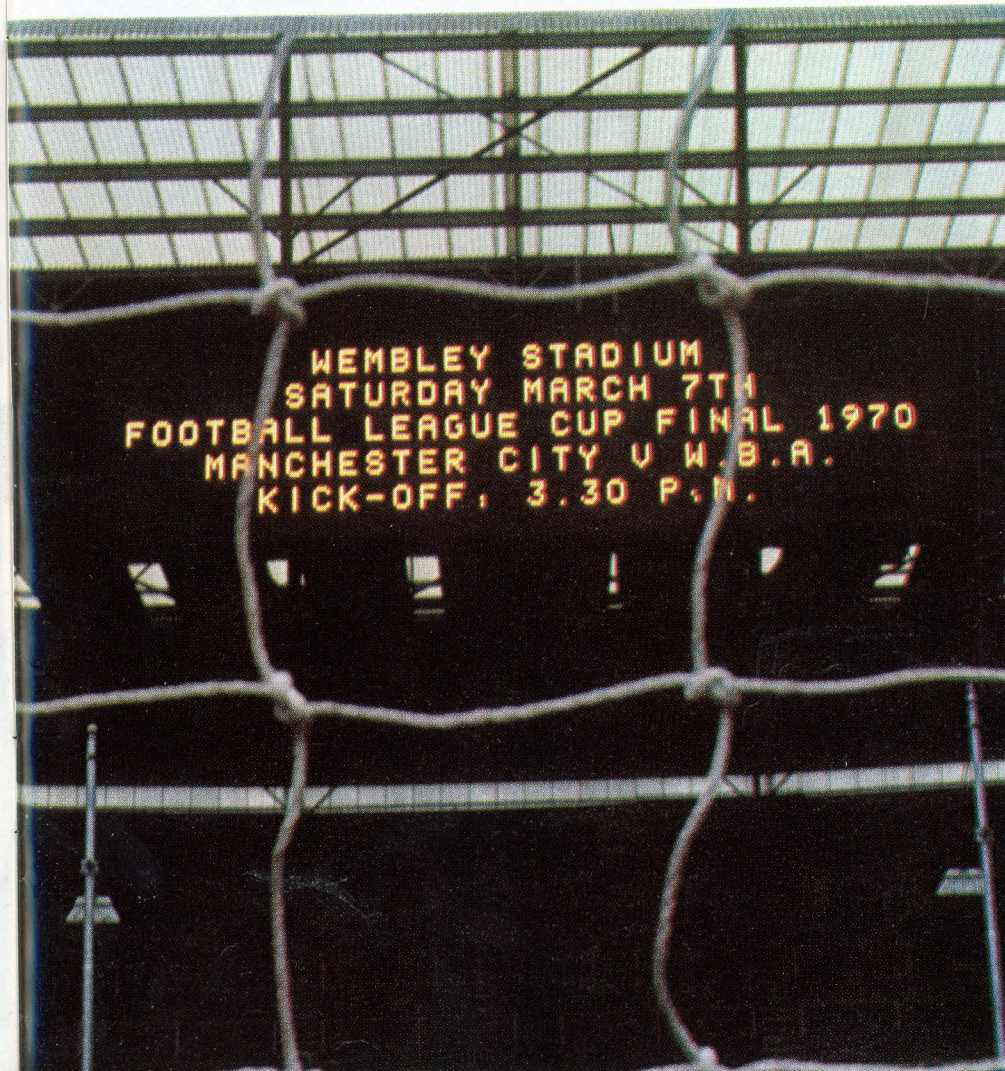 WEMBLEY STADIUM
SATURDAY MARCH 7TH
FOOTBALL LEAGUE CUP FINAL 1970
MANCHESTER CITY V W.B.A.
KICK-OFF: 3.30 P.M.